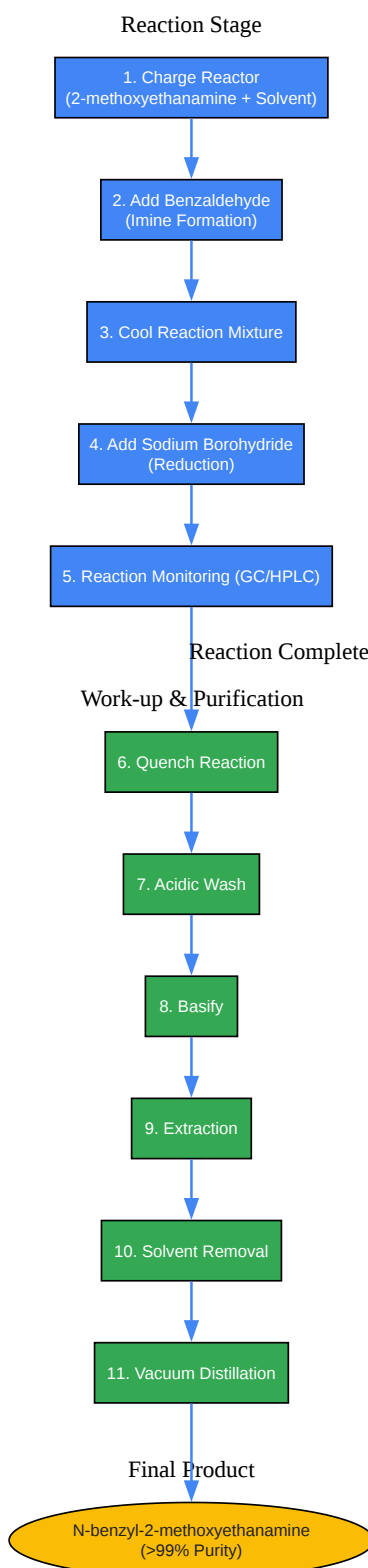 Reaction Stage
1. Charge Reactor
(2-methoxyethanamine + Solvent)
2. Add Benzaldehyde
(Imine Formation)
3. Cool Reaction Mixture
4. Add Sodium Borohydride
(Reduction)
5. Reaction Monitoring (GC/HPLC)
Reaction Complete
Work-up & Purification
6. Quench Reaction
7. Acidic Wash
8. Basify
9. Extraction
10. Solvent Removal
11. Vacuum Distillation
Final Product
N-benzyl-2-methoxyethanamine
(>99% Purity)